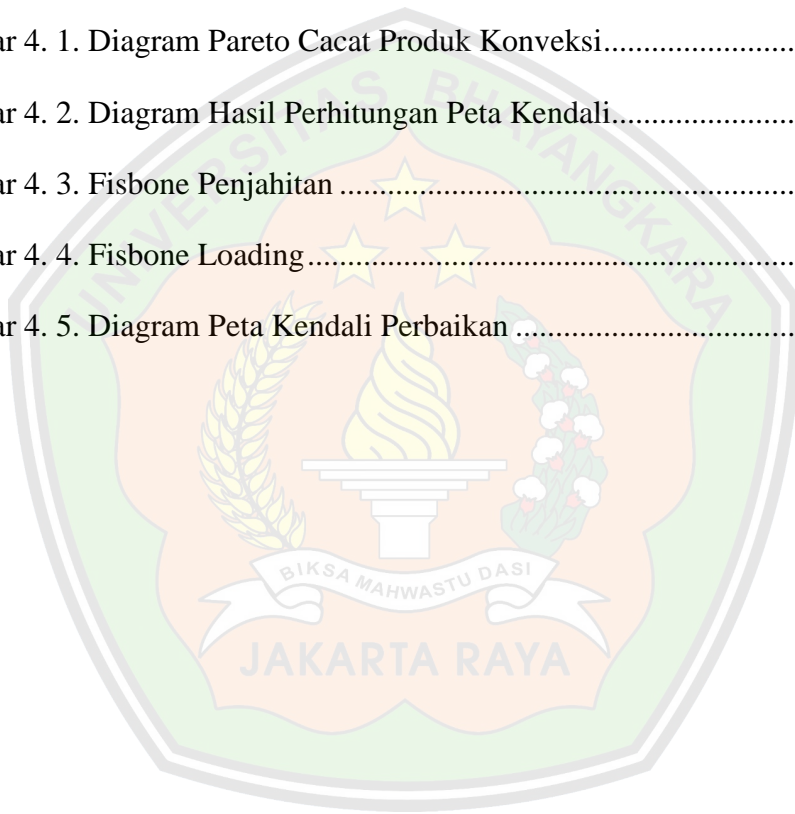 ar 4. 1. Diagram Pareto Cacat Produk Konveksi.......................
ar 4. 2. Diagram Hasil Perhitungan Peta Kendali......................
ar 4. 3. Fisbone Penjahitan .......................................................
ar 4. 4. Fisbone Loading...........................................................
ar 4. 5. Diagram Peta Kendali Perbaikan ..................................
UNIVERSITAS BHAYANGKARA
BIKSA MAHWASTU DASI
JAKARTA RAYA